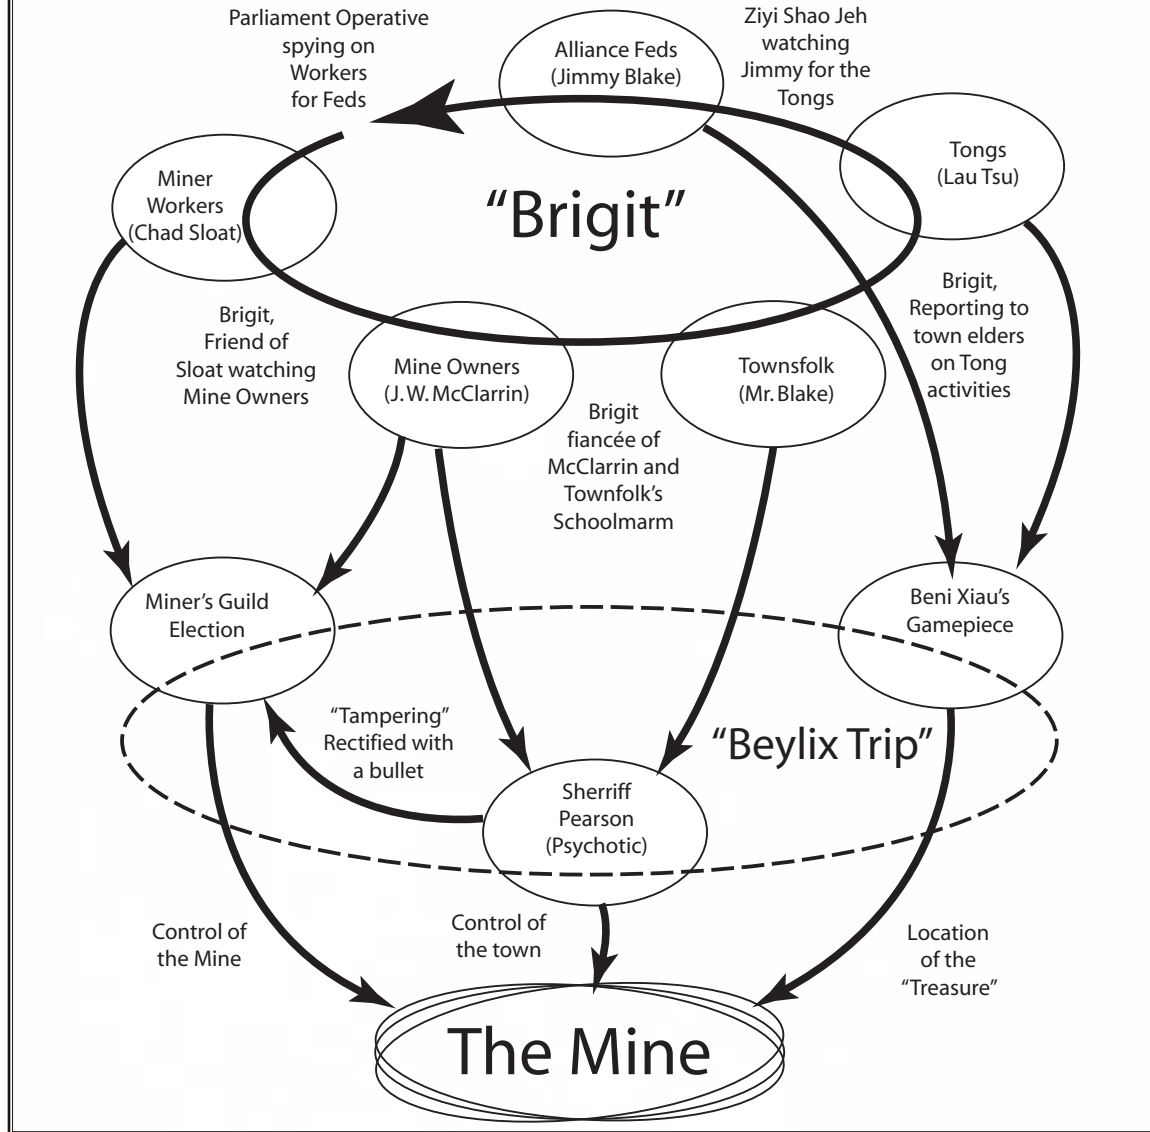 Parliament Operative
spying on
Workers
for Feds
Alliance Feds
(Jimmy Blake)
Ziyi Shao Jeh
watching
Jimmy for the
Tongs
Tongs
(Lau Tsu)
Miner
Workers
(Chad Sloat)
“Brigit”
Brigit,
Friend of
Sloat watching
Mine Owners
Mine Owners
(J.W. McClarrin)
Brigit
fiancée of
McClarrin and
Townfolk’s
Schoolmarm
Townsfolk
(Mr. Blake)
Brigit,
Reporting to
town elders
on Tong
activities
Miner’s Guild
Election
Beni Xiau’s
Gamepiece
“Tampering”
Rectified with
a bullet
“Beylix Trip”
Sherriff
Pearson
(Psychotic)
Control of
the Mine
Control of
the town
Location
of the
“Treasure”
The Mine